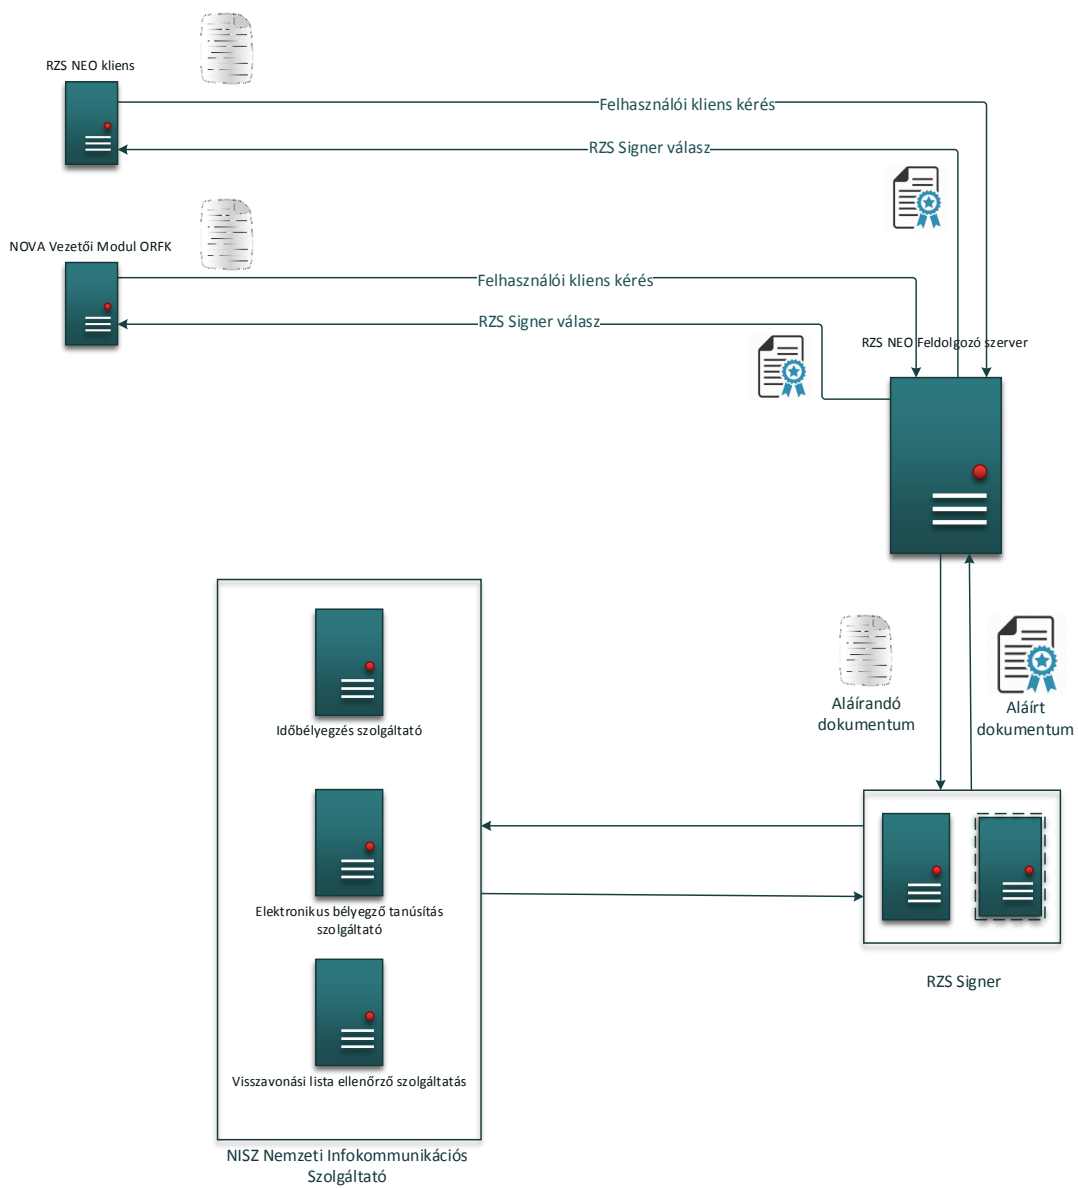 RZS NEO kliens
Felhasználói kliens kérés
RZS Signer válasz
NOVA Vezetői Modul ORFK
Felhasználói kliens kérés
RZS Signer válasz
RZS NEO Feldolgozó szerver
Aláírandó
dokumentum
Aláírt
dokumentum
Időbélyegzés szolgáltató
Elektronikus bélyegző tanúsítás
szolgáltató
RZS Signer
Visszavonási lista ellenőrző szolgáltatás
NISZ Nemzeti Infokommunikációs
Szolgáltató